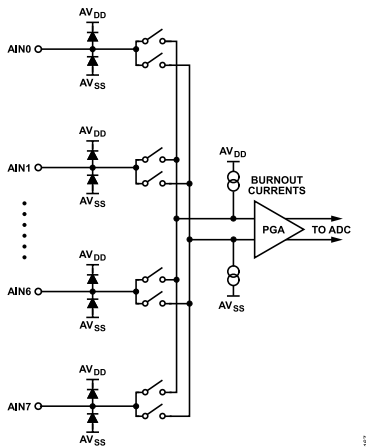 AVDD
AIN0
AVSS
AVDD
AIN1
AVSS
AVDD
BURNOUT
CURRENTS
PGA
TO ADC
AVDD
AIN6
AVSS
AVSS
AVDD
AIN7
AVSS